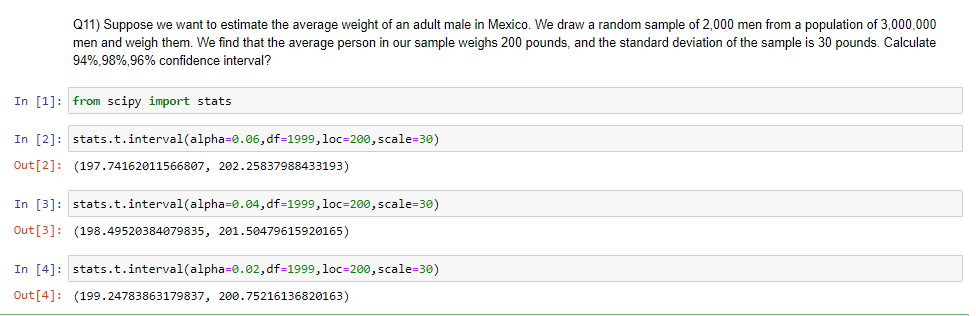 Q11) Suppose we want to estimate the average weight of an adult male in Mexico. We draw a random sample of 2,000 men from a population of 3,000,000
men and weigh them. We find that the average person in our sample weighs 200 pounds, and the standard deviation of the sample is 30 pounds. Calculate
94%,98%,96% confidence interval?
In [1]: from scipy import stats
In [2]: stats.t.interval(alpha=0.06,df=1999,loc=200,scale=30)
Out[2]: (197.74162011566807, 202.25837988433193)
In [3]: stats.t.interval(alpha=0.04,df=1999,loc=200,scale=30)
Out[3]: (198.49520384079835, 201.50479615920165)
In [4]: stats.t.interval(alpha=0.02,df=1999,loc=200,scale=30)
Out[4]: (199.24783863179837, 200.75216136820163)